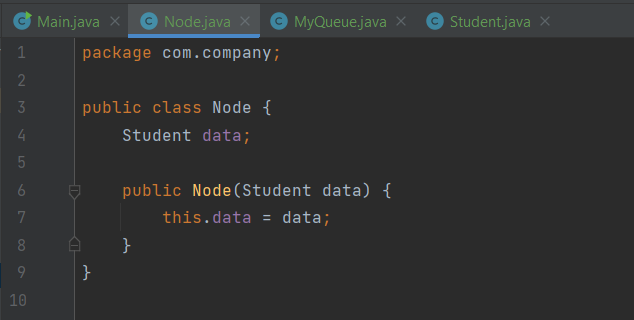 Main.java Node.java MyQueue.java Student.java
1 package com.company;
2
3 public class Node {
4     Student data;
5
6     public Node(Student data) {
7         this.data = data;
8     }
9 }
10